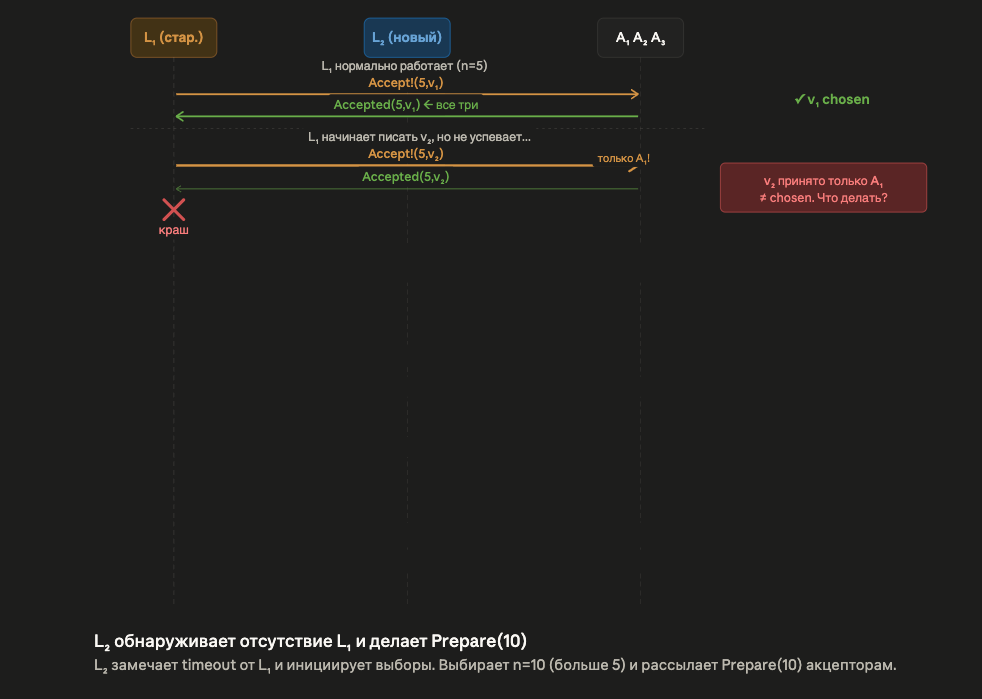 L₁ (стар.)
L₂ (новый)
A₁ A₂ A₃
L₁ нормально работает (n=5)
Accept!(5,v₁)
✓ v₁ chosen
Accepted(5,v₁) ← все три
L₁ начинает писать v₂, но не успевает...
Accept!(5,v₂)
только A₁!
Accepted(5,v₂)
v₂ принято только A₁
≠ chosen. Что делать?
краш
L₂ обнаруживает отсутствие L₁ и делает Prepare(10)
L₂ замечает timeout от L₁ и инициирует выборы. Выбирает n=10 (больше 5) и рассылает Prepare(10) акцепторам.